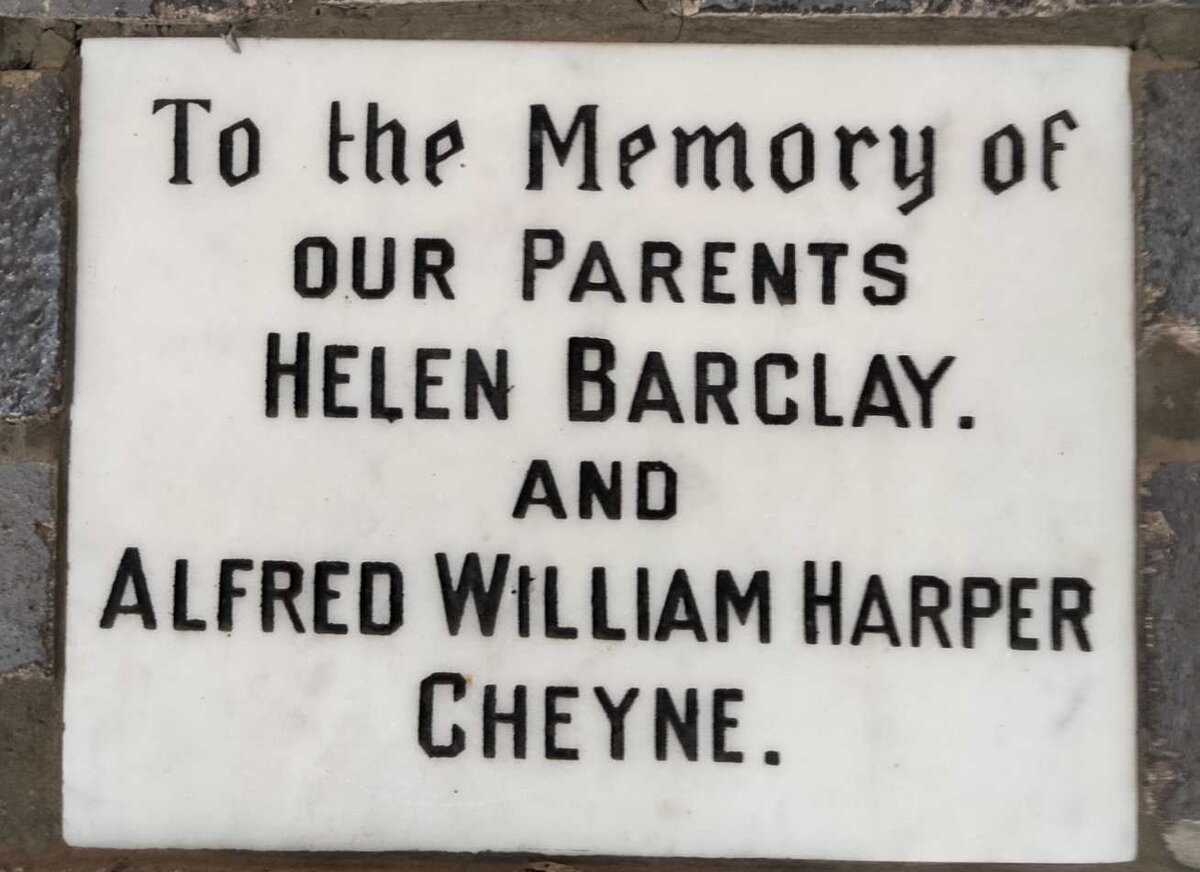 To the Memory of
OUR PARENTS
HELEN BARCLAY.
AND
ALFRED WILLIAM HARPER
CHEYNE.